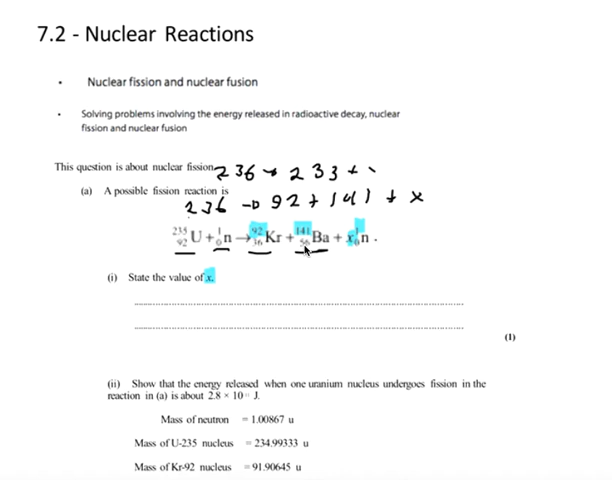 7.2 - Nuclear Reactions
• Nuclear fission and nuclear fusion
• Solving problems involving the energy released in radioactive decay, nuclear
fission and nuclear fusion
This question is about nuclear fission
236 → 233 +
(a) A possible fission reaction is
236 → 92 + 141 + x
²³⁵₉₂U + ¹₀n → ⁹²₃₆Kr + ¹⁴¹₅₆Ba + x¹₀n .
(i) State the value of x.
(1)
(ii) Show that the energy released when one uranium nucleus undergoes fission in the
reaction in (a) is about 2.8 × 10 J.
Mass of neutron = 1.00867 u
Mass of U-235 nucleus = 234.99333 u
Mass of Kr-92 nucleus = 91.90645 u